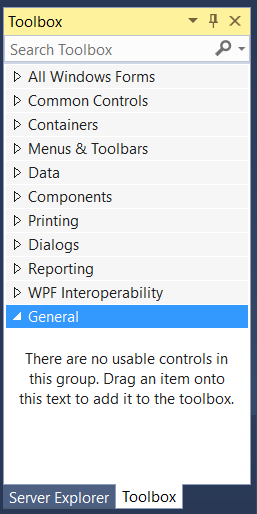 Toolbox
Search Toolbox
All Windows Forms
Common Controls
Containers
Menus & Toolbars
Data
Components
Printing
Dialogs
Reporting
WPF Interoperability
General
There are no usable controls in
this group. Drag an item onto
this text to add it to the toolbox.
Server Explorer Toolbox